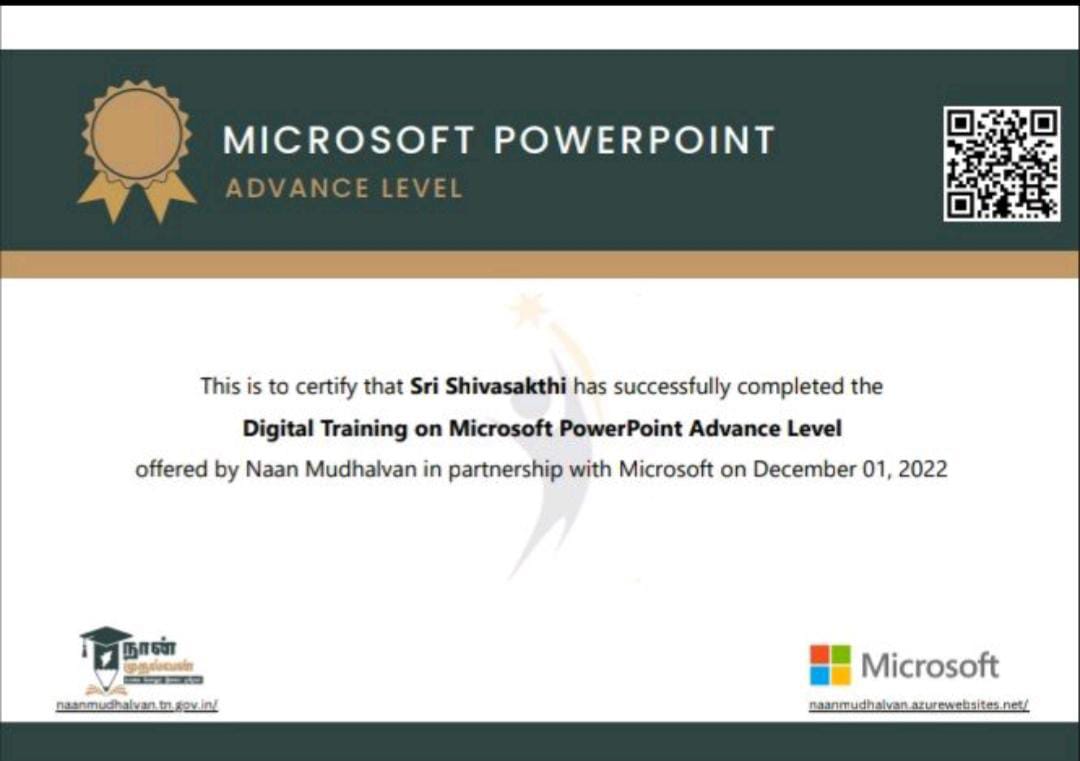 MICROSOFT POWERPOINT
ADVANCE LEVEL
This is to certify that Sri Shivasakthi has successfully completed the
Digital Training on Microsoft PowerPoint Advance Level
offered by Naan Mudhalvan in partnership with Microsoft on December 01, 2022
நான்
முதல்வன்
naanmudhalvan.tn.gov.in/
Microsoft
naanmudhalvan.azurewebsites.net/